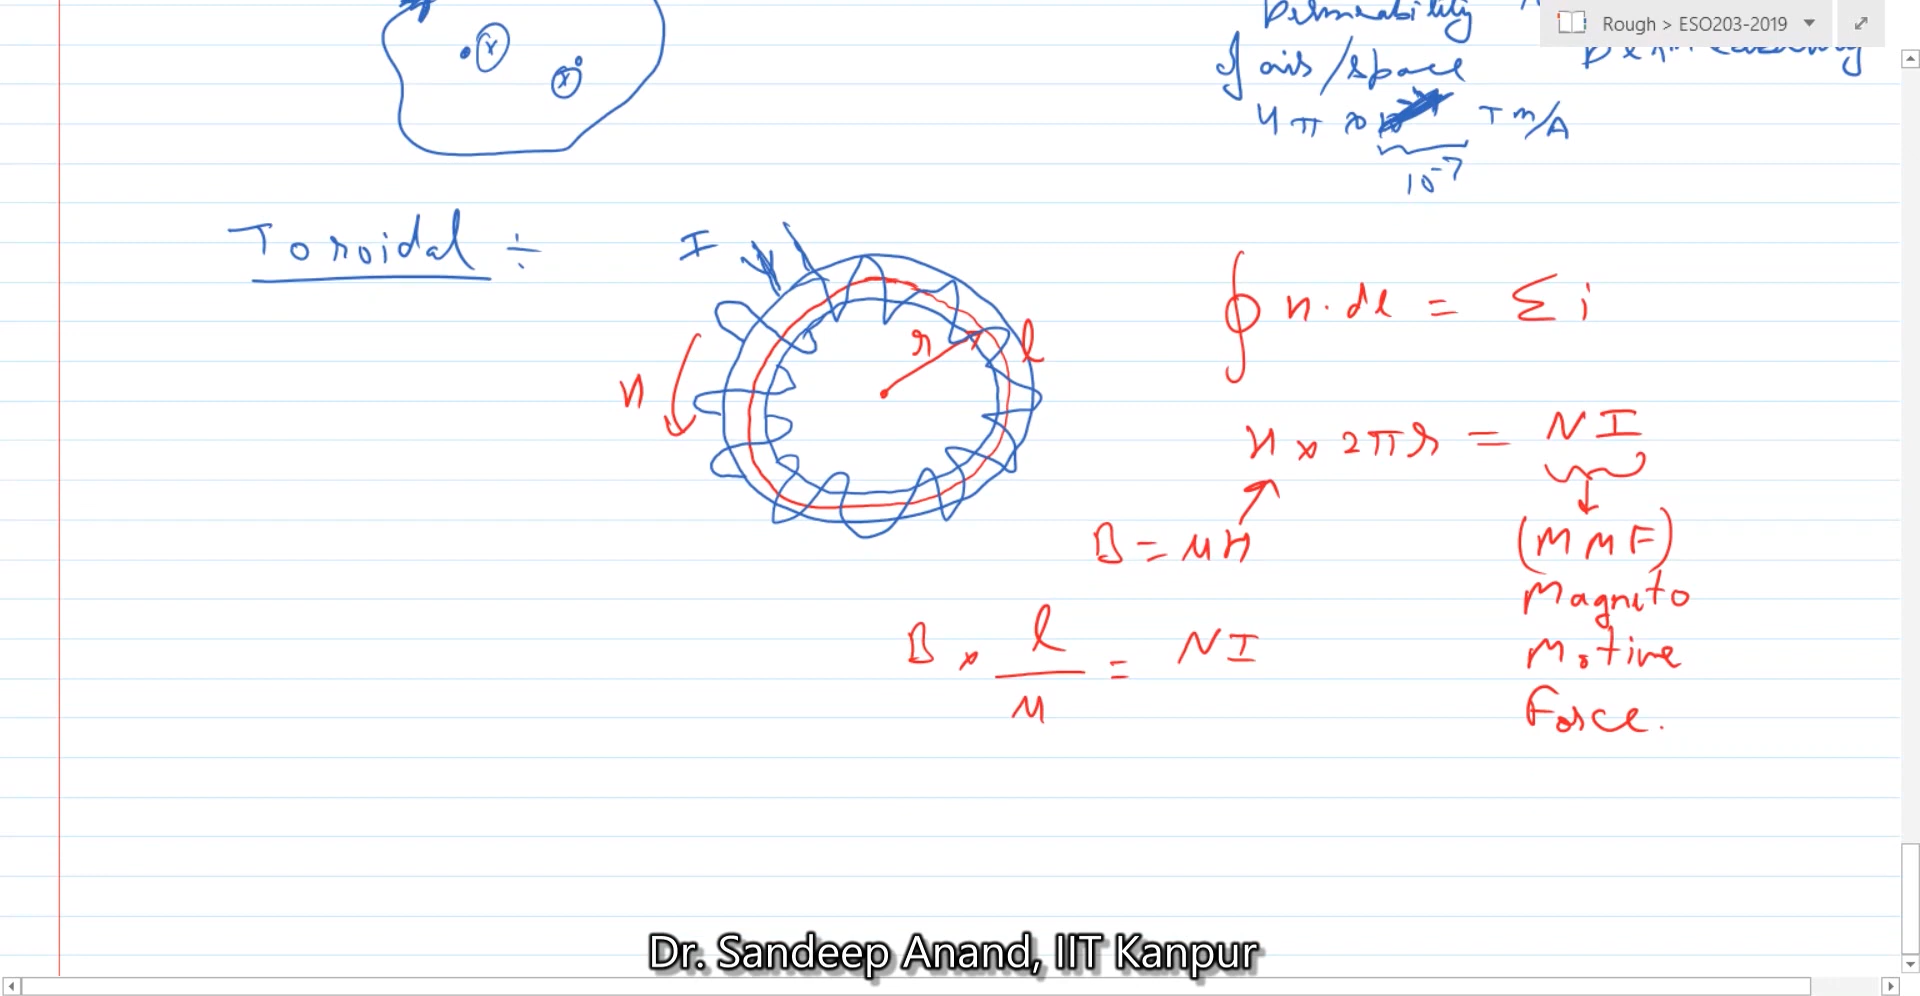 Permeability
Rough > ESO203-2019
of air/space
4π × 10⁻⁷ Tm/A
Toroidal ÷
I
H
r
l
∮ H·dl = Σ i
H × 2πr = NI
B = μH
(MMF)
Magneto
Motive
Force.
B × l/μ = NI
Dr. Sandeep Anand, IIT Kanpur